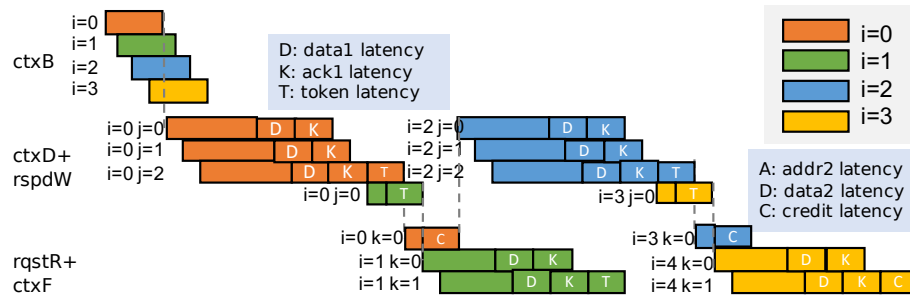 i=0
i=1
i=2
i=3
ctxB
D: data1 latency
K: ack1 latency
T: token latency
i=0
i=1
i=2
i=3
ctxD+
rspdW
i=0 j=0 D K
i=0 j=1 D K
i=0 j=2 D K T
i=0 j=0 T
i=2 j=0 D K
i=2 j=1 D K
i=2 j=2 D K T
i=3 j=0 T
A: addr2 latency
D: data2 latency
C: credit latency
rqstR+
ctxF
i=0 k=0 C
i=1 k=0 D K
i=1 k=1 D K T
i=3 k=0 C
i=4 k=0 D K
i=4 k=1 D K C